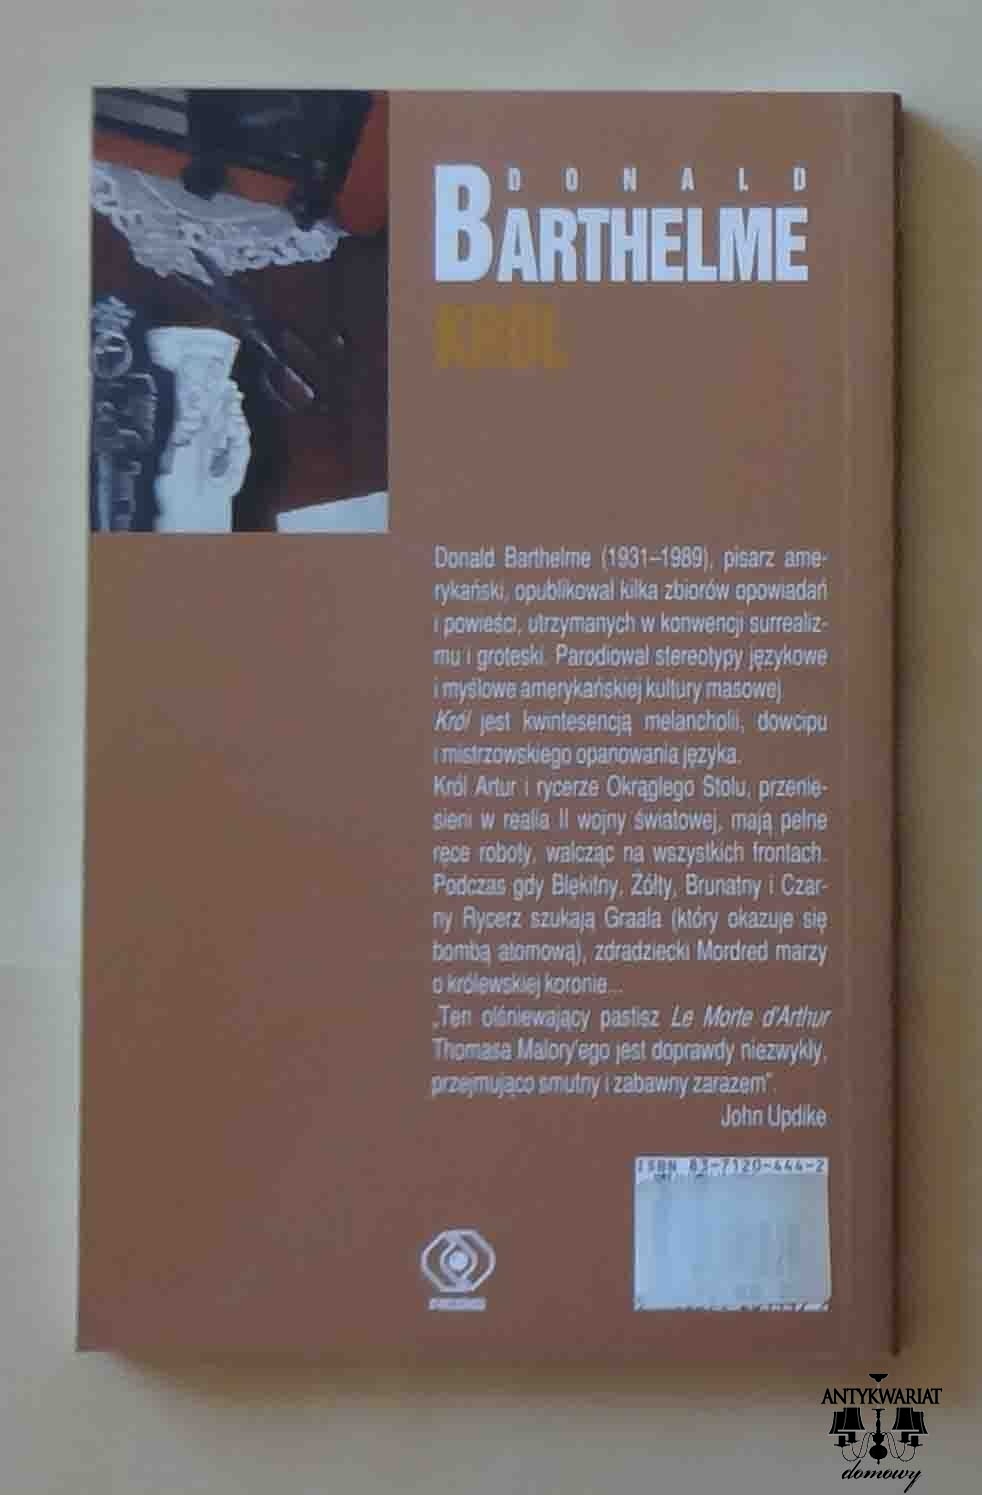 DONALD
BARTHELME
KRÓL
Donald Barthelme (1931–1989), pisarz ame-
rykański, opublikował kilka zbiorów opowiadań
i powieści, utrzymanych w konwencji surrealiz-
mu i groteski. Parodiował stereotypy językowe
i myślowe amerykańskiej kultury masowej.
Król jest kwintesencją melancholii, dowcipu
i mistrzowskiego opanowania języka.
Król Artur i rycerze Okrągłego Stołu, przenie-
sieni w realia II wojny światowej, mają pełne
ręce roboty, walcząc na wszystkich frontach.
Podczas gdy Błękitny, Żółty, Brunatny i Czar-
ny Rycerz szukają Graala (który okazuje się
bombą atomową), zdradziecki Mordred marzy
o królewskiej koronie...
„Ten olśniewający pastisz Le Morte d'Arthur
Thomasa Malory'ego jest doprawdy niezwykły,
przejmująco smutny i zabawny zarazem”.
John Updike
ISBN 83-7120-444-2
ANTYKWARIAT
domowy